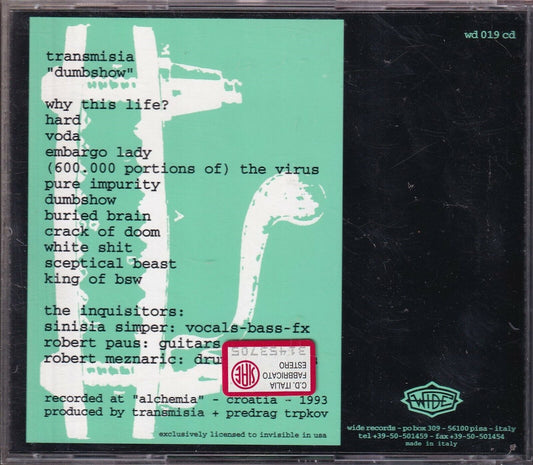 transmisia
"dumbshow"
why this life?
hard
voda
embargo lady
(600.000 portions of) the virus
pure impurity
dumbshow
buried brain
crack of doom
white shit
sceptical beast
king of bsw
the inquisitors:
sinisia simper: vocals-bass-fx
robert paus: guitars
robert meznaric:
recorded at "alchemia" - croatia - 1993
produced by transmisia + predrag trpkov
exclusively licensed to invisible in usa
31453705
C.D. ITALIA
FABBRICATO
ESTERO
SIAE
wd 019 cd
WIDE
wide records - po box 309 - 56100 pisa - italy
tel +39-50-501459 - fax +39-50-501454
made in italy